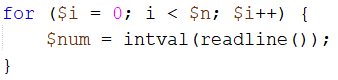 for ($i = 0; i < $n; $i++) {
    $num = intval(readline());
}